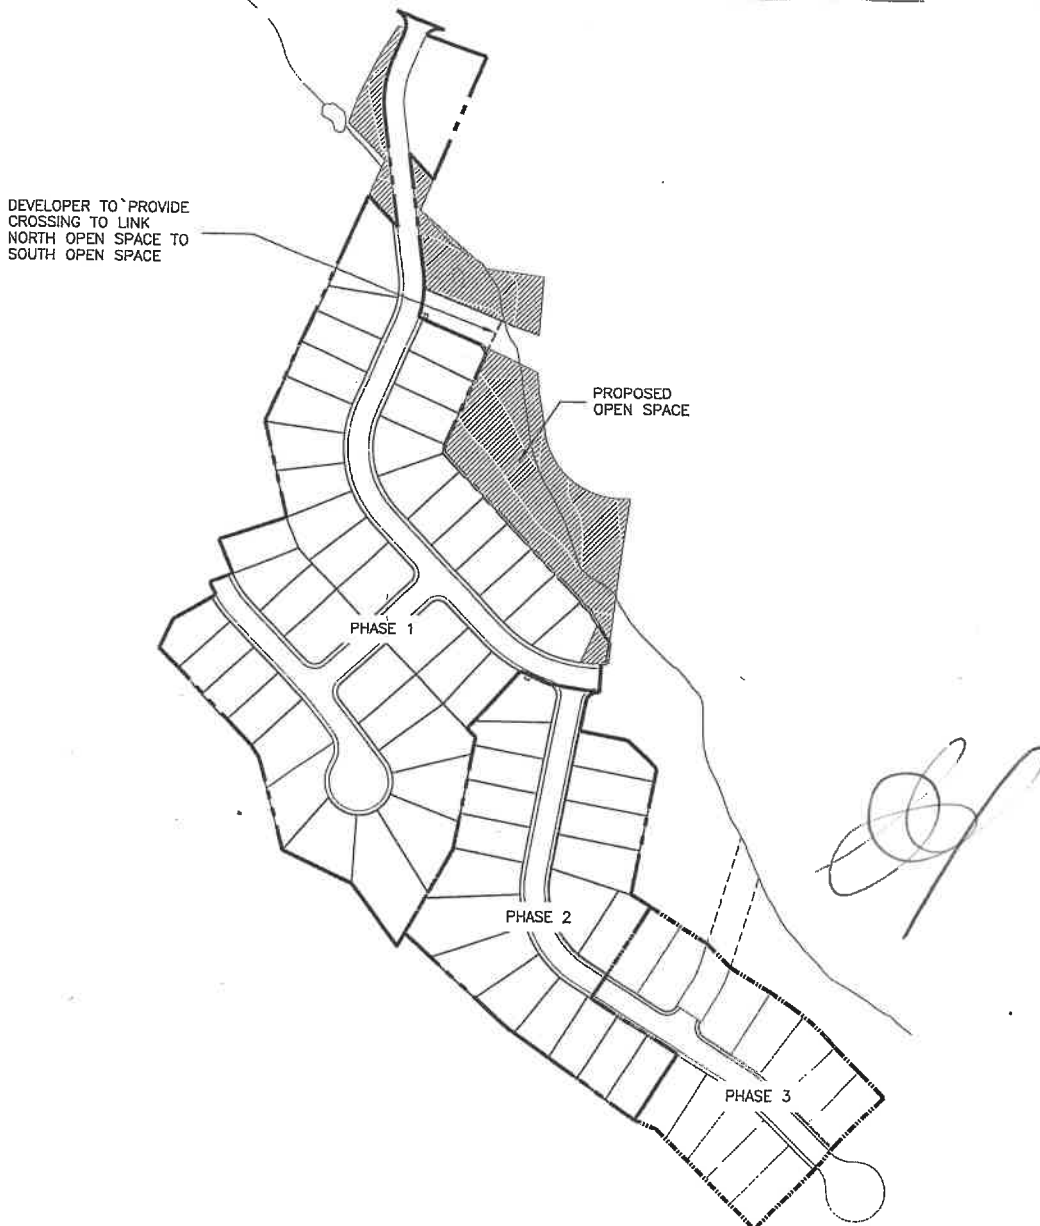 DEVELOPER TO PROVIDE
CROSSING TO LINK
NORTH OPEN SPACE TO
SOUTH OPEN SPACE
PROPOSED
OPEN SPACE
PHASE 1
PHASE 2
PHASE 3